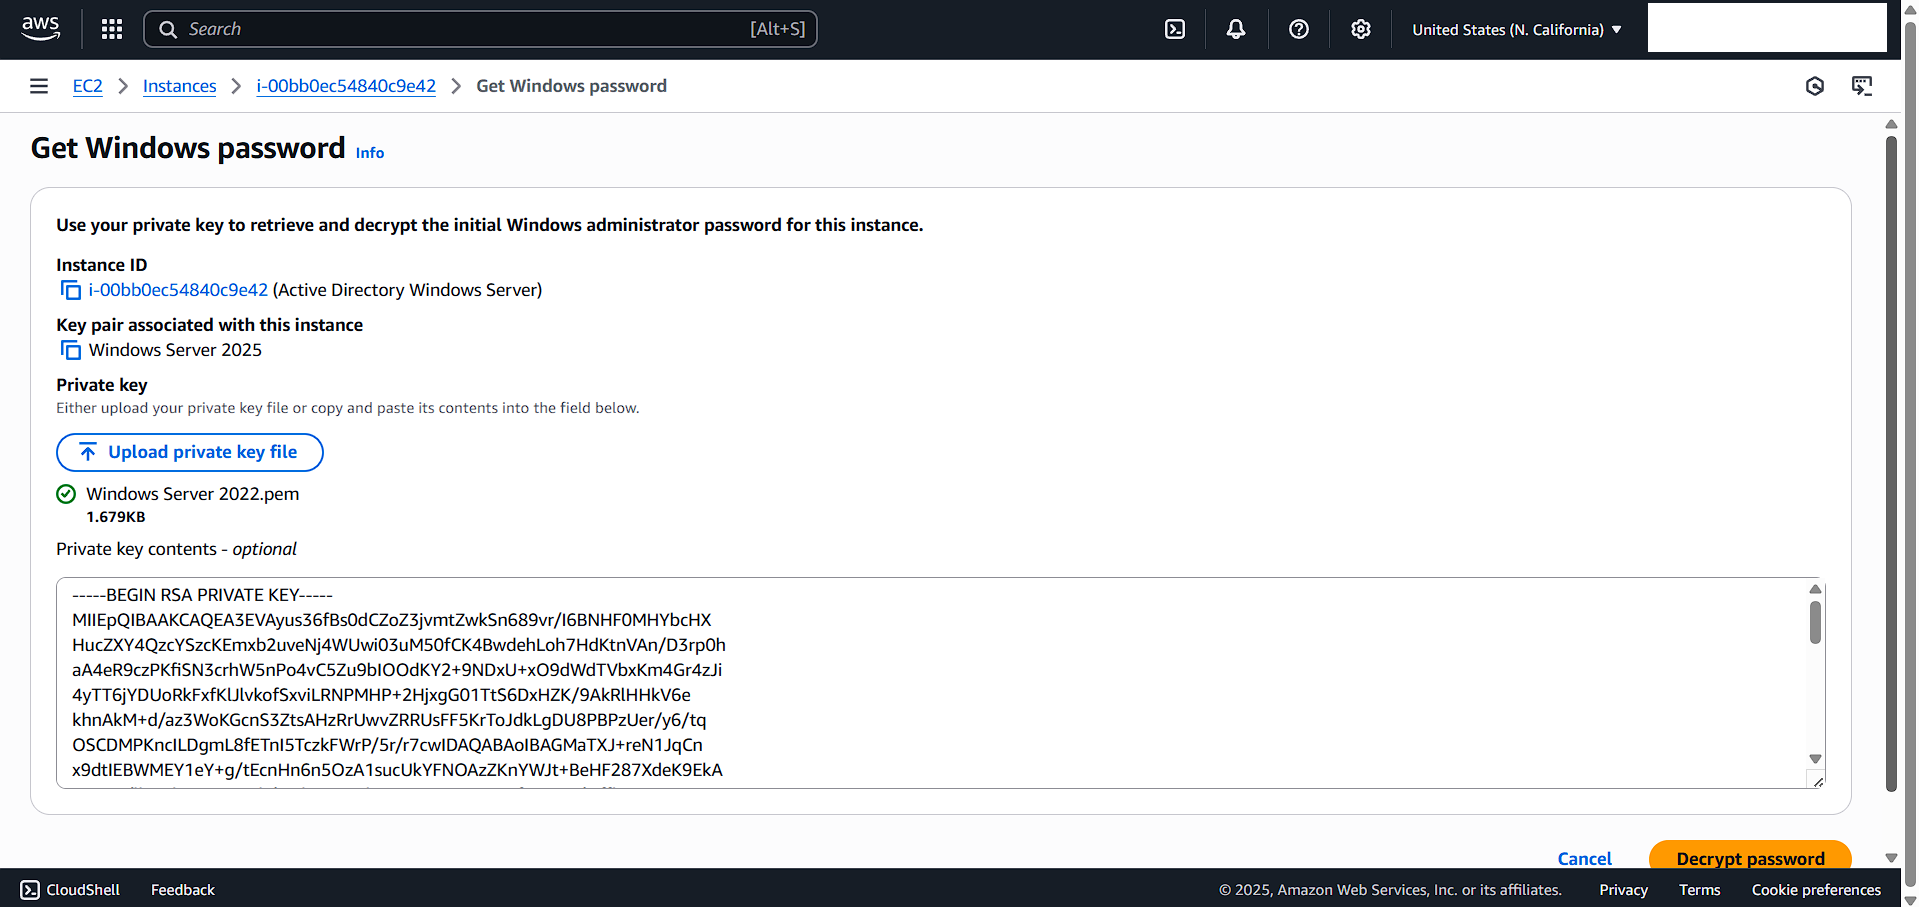 aws
Search [Alt+S]
United States (N. California)
EC2 > Instances > i-00bb0ec54840c9e42 > Get Windows password
Get Windows password Info
Use your private key to retrieve and decrypt the initial Windows administrator password for this instance.
Instance ID
i-00bb0ec54840c9e42 (Active Directory Windows Server)
Key pair associated with this instance
Windows Server 2025
Private key
Either upload your private key file or copy and paste its contents into the field below.
Upload private key file
Windows Server 2022.pem
1.679KB
Private key contents - optional
-----BEGIN RSA PRIVATE KEY-----
MIIEpQIBAAKCAQEA3EVAyus36fBs0dCZoZ3jvmtZwkSn689vr/I6BNHF0MHYbcHX
HucZXY4QzcYSzcKEmxb2uveNj4WUwi03uM50fCK4BwdehLoh7HdKtnVAn/D3rp0h
aA4eR9czPKfiSN3crhW5nPo4vC5Zu9bIOOdKY2+9NDxU+xO9dWdTVbxKm4Gr4zJi
4yTT6jYDUoRkFxfKlJlvkofSxviLRNPMHP+2HjxgG01TtS6DxHZK/9AkRlHHkV6e
khnAkM+d/az3WoKGcnS3ZtsAHzRrUwvZRRUsFF5KrToJdkLgDU8PBPzUer/y6/tq
OSCDMPKncILDgmL8fETnI5TczkFWrP/5r/r7cwIDAQABAoIBAGMaTXJ+reN1JqCn
x9dtIEBWMEY1eY+g/tEcnHn6n5OzA1sucUkYFNOAzZKnYWJt+BeHF287XdeK9EkA
Cancel Decrypt password
CloudShell Feedback © 2025, Amazon Web Services, Inc. or its affiliates. Privacy Terms Cookie preferences